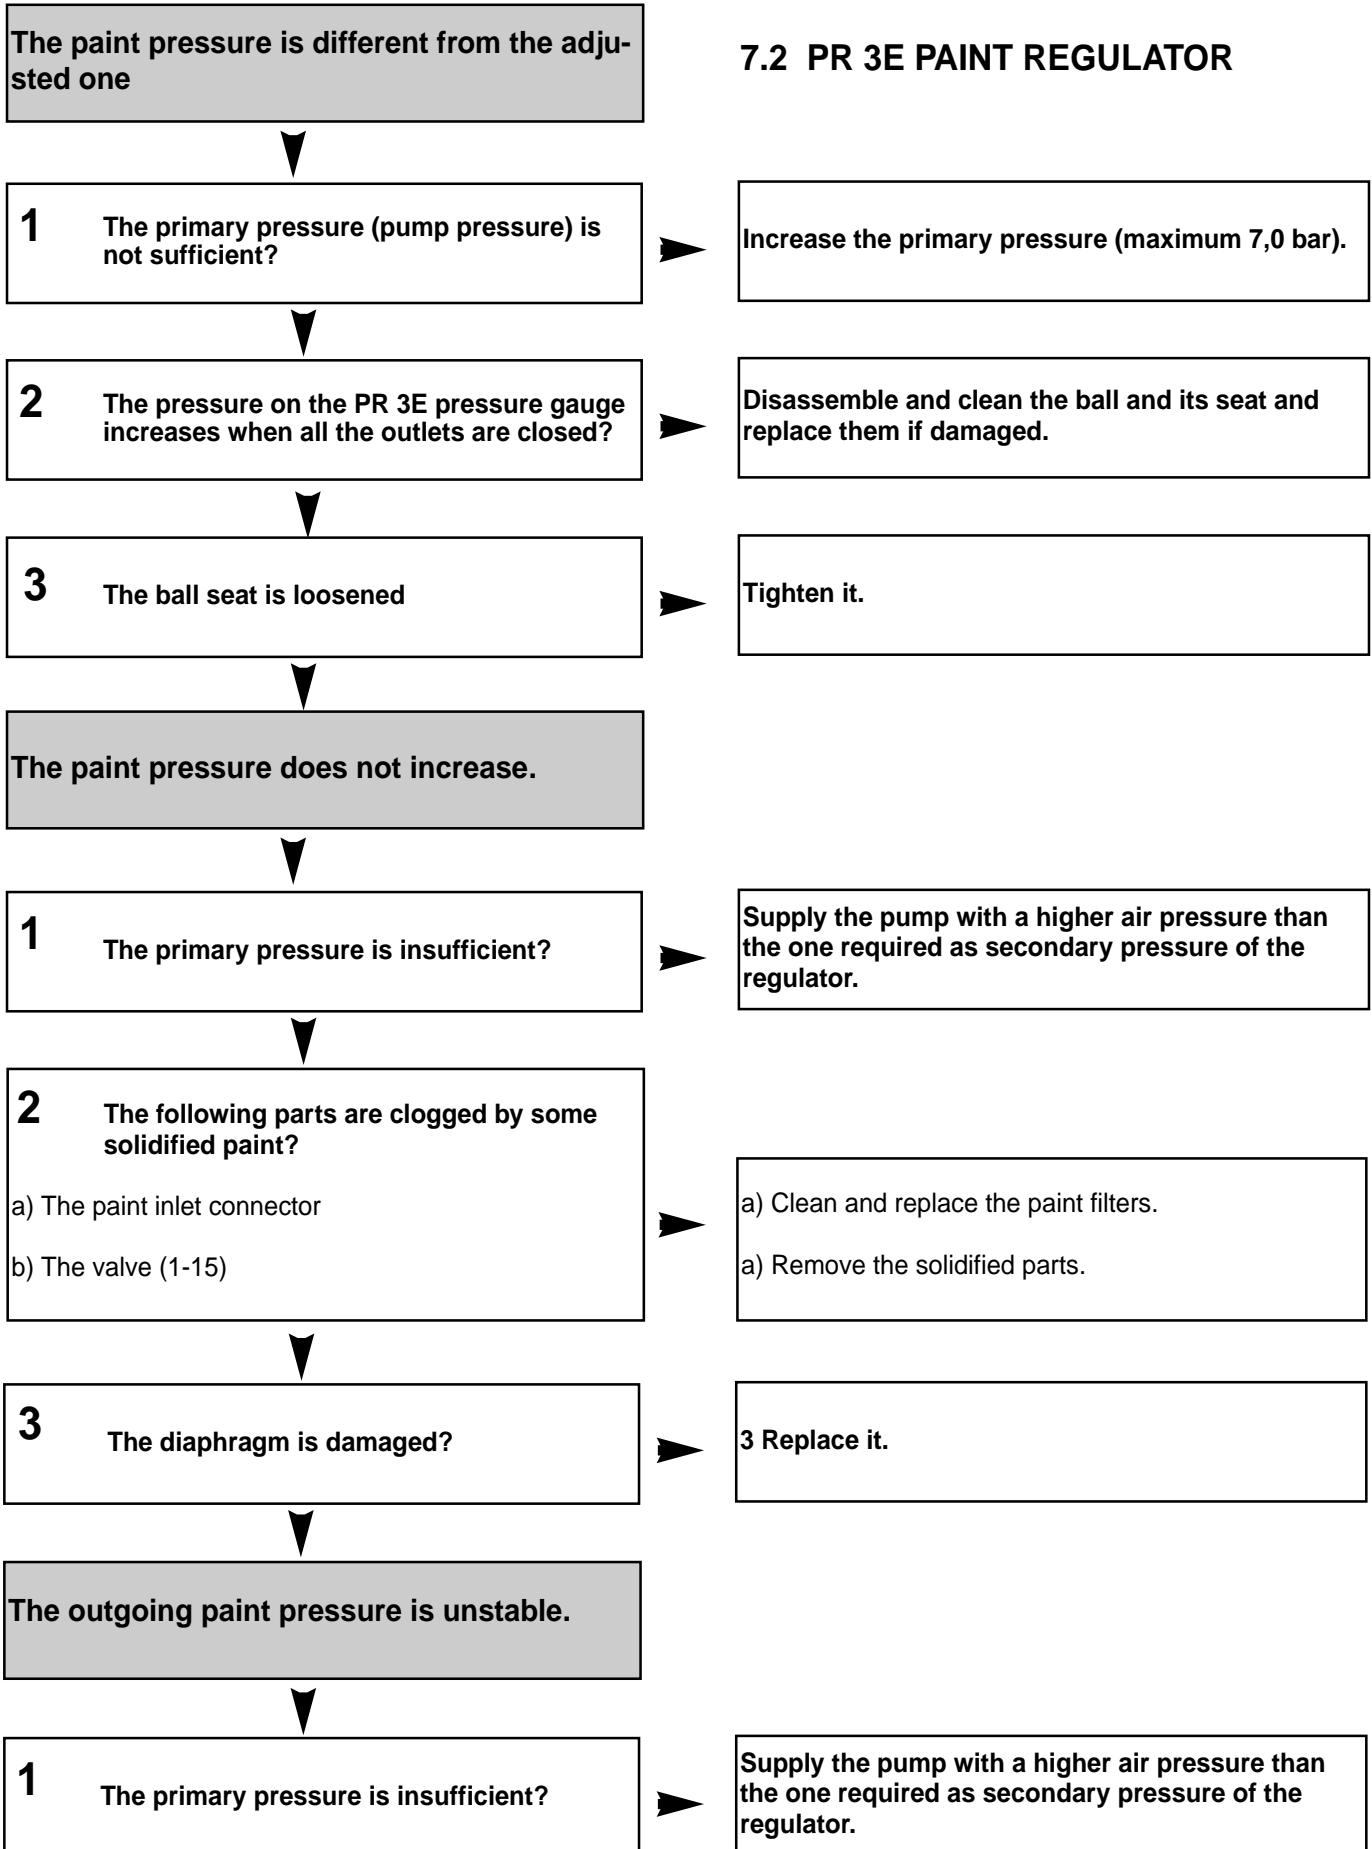 The paint pressure is different from the adju-
sted one
7.2 PR 3E PAINT REGULATOR
1
The primary pressure (pump pressure) is
not sufficient?
Increase the primary pressure (maximum 7,0 bar).
2
The pressure on the PR 3E pressure gauge
increases when all the outlets are closed?
Disassemble and clean the ball and its seat and
replace them if damaged.
3
The ball seat is loosened
Tighten it.
The paint pressure does not increase.
1
The primary pressure is insufficient?
Supply the pump with a higher air pressure than
the one required as secondary pressure of the
regulator.
2
The following parts are clogged by some
solidified paint?
a) The paint inlet connector
b) The valve (1-15)
a) Clean and replace the paint filters.
a) Remove the solidified parts.
3
The diaphragm is damaged?
3 Replace it.
The outgoing paint pressure is unstable.
1
The primary pressure is insufficient?
Supply the pump with a higher air pressure than
the one required as secondary pressure of the
regulator.